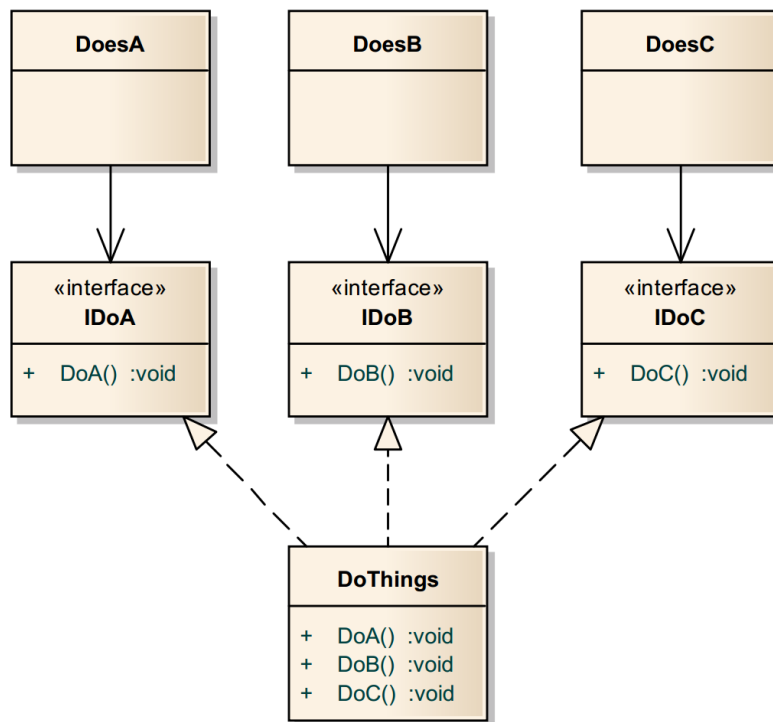 DoesA
DoesB
DoesC
«interface»
IDoA
+ DoA() :void
«interface»
IDoB
+ DoB() :void
«interface»
IDoC
+ DoC() :void
DoThings
+ DoA() :void
+ DoB() :void
+ DoC() :void